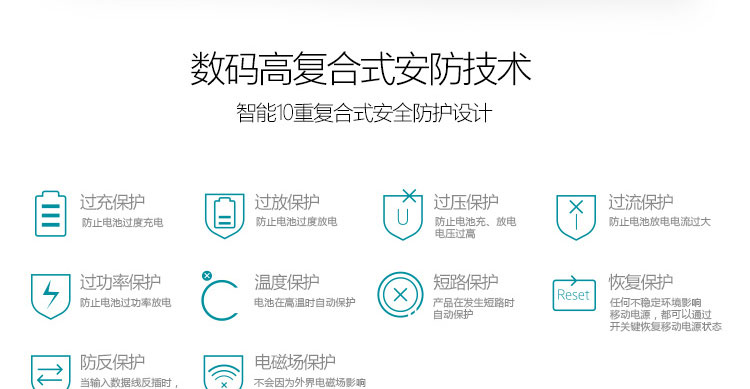 数码高复合式安防技术
智能10重复合式安全防护设计
过充保护
防止电池过度充电
过放保护
防止电池过度放电
过压保护
防止电池充、放电
电压过高
U
过流保护
防止电池放电电流过大
过功率保护
防止电池过功率放电
温度保护
电池在高温时自动保护
短路保护
产品在发生短路时
自动保护
Reset
恢复保护
任何不稳定环境影响
移动电源，都可以通过
开关键恢复移动电源状态
防反保护
当输入数据线反插时，
电磁场保护
不会因为外界电磁场影响